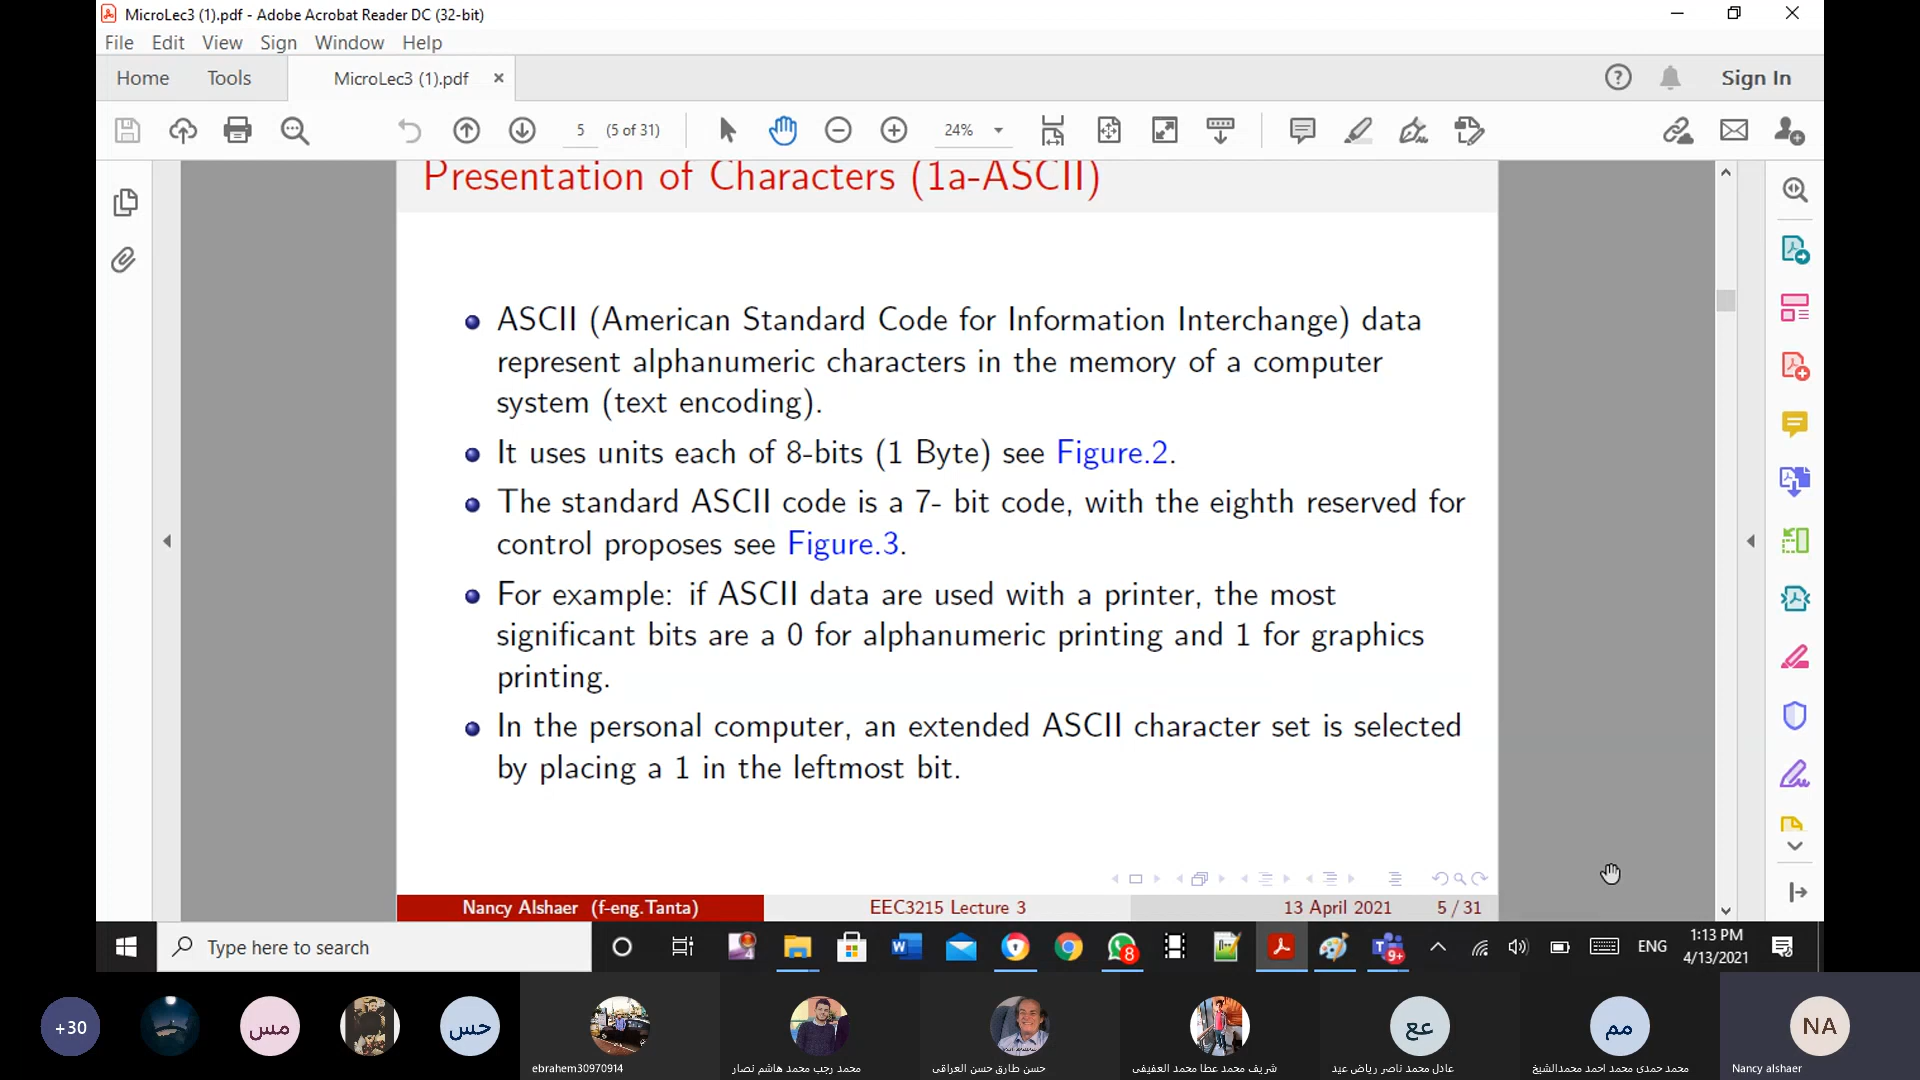 MicroLec3 (1).pdf - Adobe Acrobat Reader DC (32-bit)
File Edit View Sign Window Help
Home Tools MicroLec3 (1).pdf Sign In
5 (5 of 31) 24%
Presentation of Characters (1a-ASCII)
ASCII (American Standard Code for Information Interchange) data
represent alphanumeric characters in the memory of a computer
system (text encoding).
It uses units each of 8-bits (1 Byte) see Figure.2.
The standard ASCII code is a 7- bit code, with the eighth reserved for
control proposes see Figure.3.
For example: if ASCII data are used with a printer, the most
significant bits are a 0 for alphanumeric printing and 1 for graphics
printing.
In the personal computer, an extended ASCII character set is selected
by placing a 1 in the leftmost bit.
Nancy Alshaer (f-eng.Tanta) EEC3215 Lecture 3 13 April 2021 5 / 31
Type here to search
4
8
9+
ENG
1:13 PM
4/13/2021
+30
مس
حس
عع
مم
NA
ebrahem30970914
محمد رجب محمد هاشم نصار
حسن طارق حسن العراقى
شريف محمد عطا محمد العفيفى
عادل محمد ناصر رياض عيد
محمد حمدى محمد احمد محمدالشيخ
Nancy alshaer